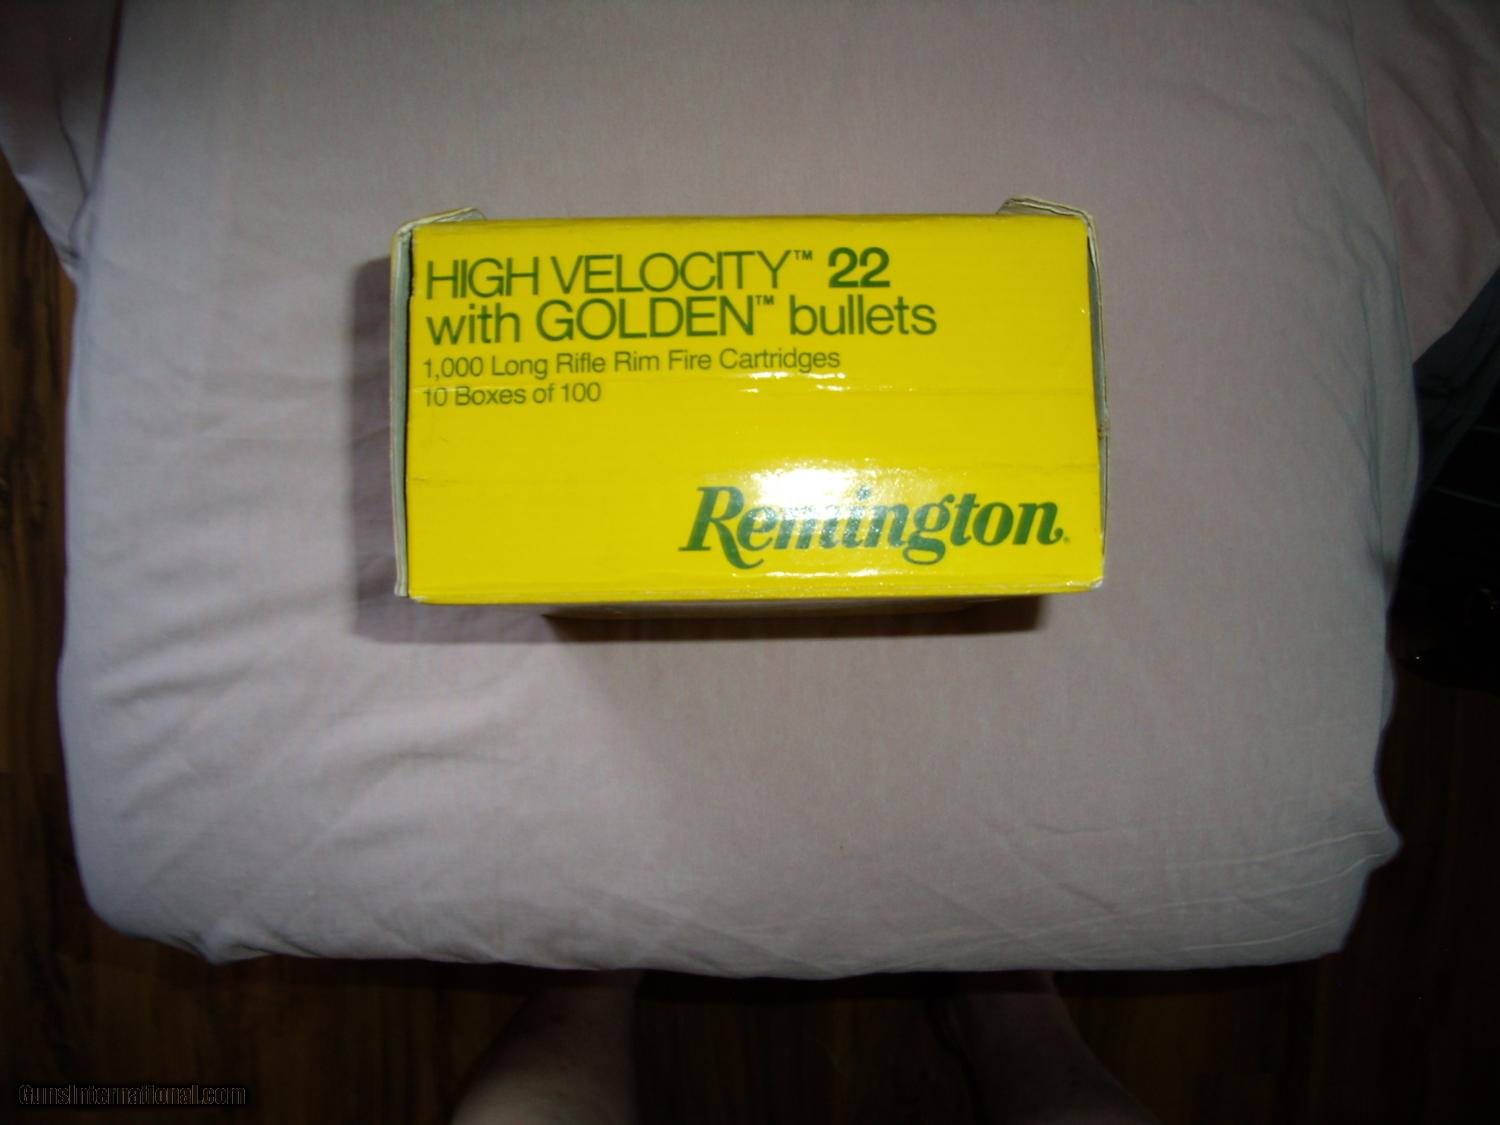 HIGH VELOCITY™ 22
with GOLDEN™ bullets
1,000 Long Rifle Rim Fire Cartridges
10 Boxes of 100
Remington®
GunsInternational.com